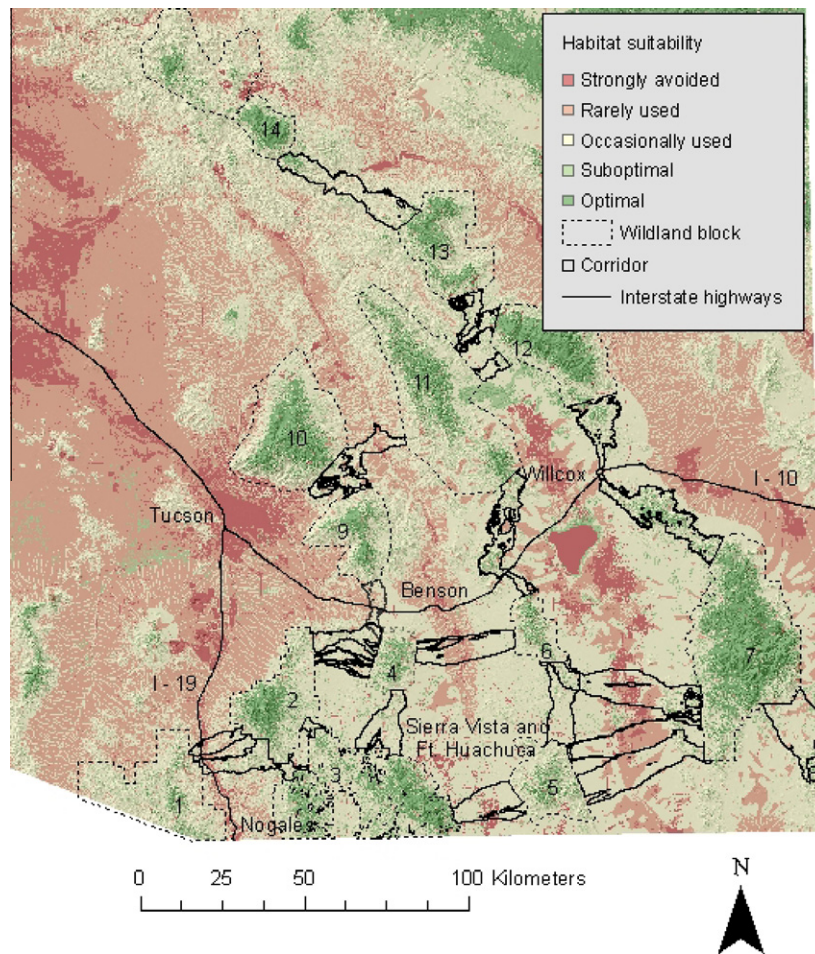 Habitat suitability
Strongly avoided
Rarely used
Occasionally used
Suboptimal
Optimal
Wildland block
Corridor
Interstate highways
14
13
12
11
10
Willcox
I - 10
Tucson
9
Benson
6
7
4
I - 19
2
Sierra Vista and
Ft. Huachuca
3
8
5
1
Nogales
N
0 25 50 100 Kilometers